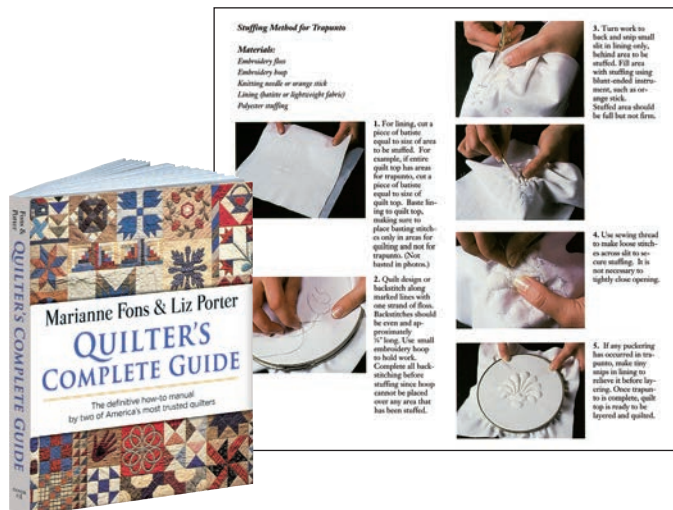 Stuffing Method for Trapunto
Materials:
Embroidery floss
Embroidery hoop
Knitting needle or orange stick
Lining (batiste or lightweight fabric)
Polyester stuffing
1. For lining, cut a
piece of batiste
equal to size of area
to be stuffed. For
example, if entire
quilt top has areas
for trapunto, cut a
piece of batiste
equal to size of
quilt top. Baste lin-
ing to quilt top,
making sure to
place basting stitch-
es only in areas for
quilting and not for
trapunto. (Not
basted in photos.)
2. Quilt design or
backstitch along
marked lines with
one strand of floss.
Backstitches should
be even and ap-
proximately
long. Use small
embroidery hoop
to hold work.
Complete all back-
stitching before
stuffing since hoop
cannot be placed
over any area that
has been stuffed.
3. Turn work to
back and snip small
slit in lining only,
behind area to be
stuffed. Fill area
with stuffing using
blunt-ended instru-
ment, such as or-
ange stick.
Stuffed area should
be full but not firm.
4. Use sewing thread
to make loose stitch-
es across slit to se-
cure stuffing. It is
not necessary to
tightly close opening.
5. If any puckering
has occurred in tra-
punto, make tiny
snips in lining to
relieve it before lay-
ering. Once trapun-
to is complete, quilt
top is ready to be
layered and quilted.
Fons &
Porter
QUILTER'S COMPLETE GUIDE
Marianne Fons & Liz Porter
QUILTER'S
COMPLETE GUIDE
The definitive how-to manual
by two of America's most trusted quilters